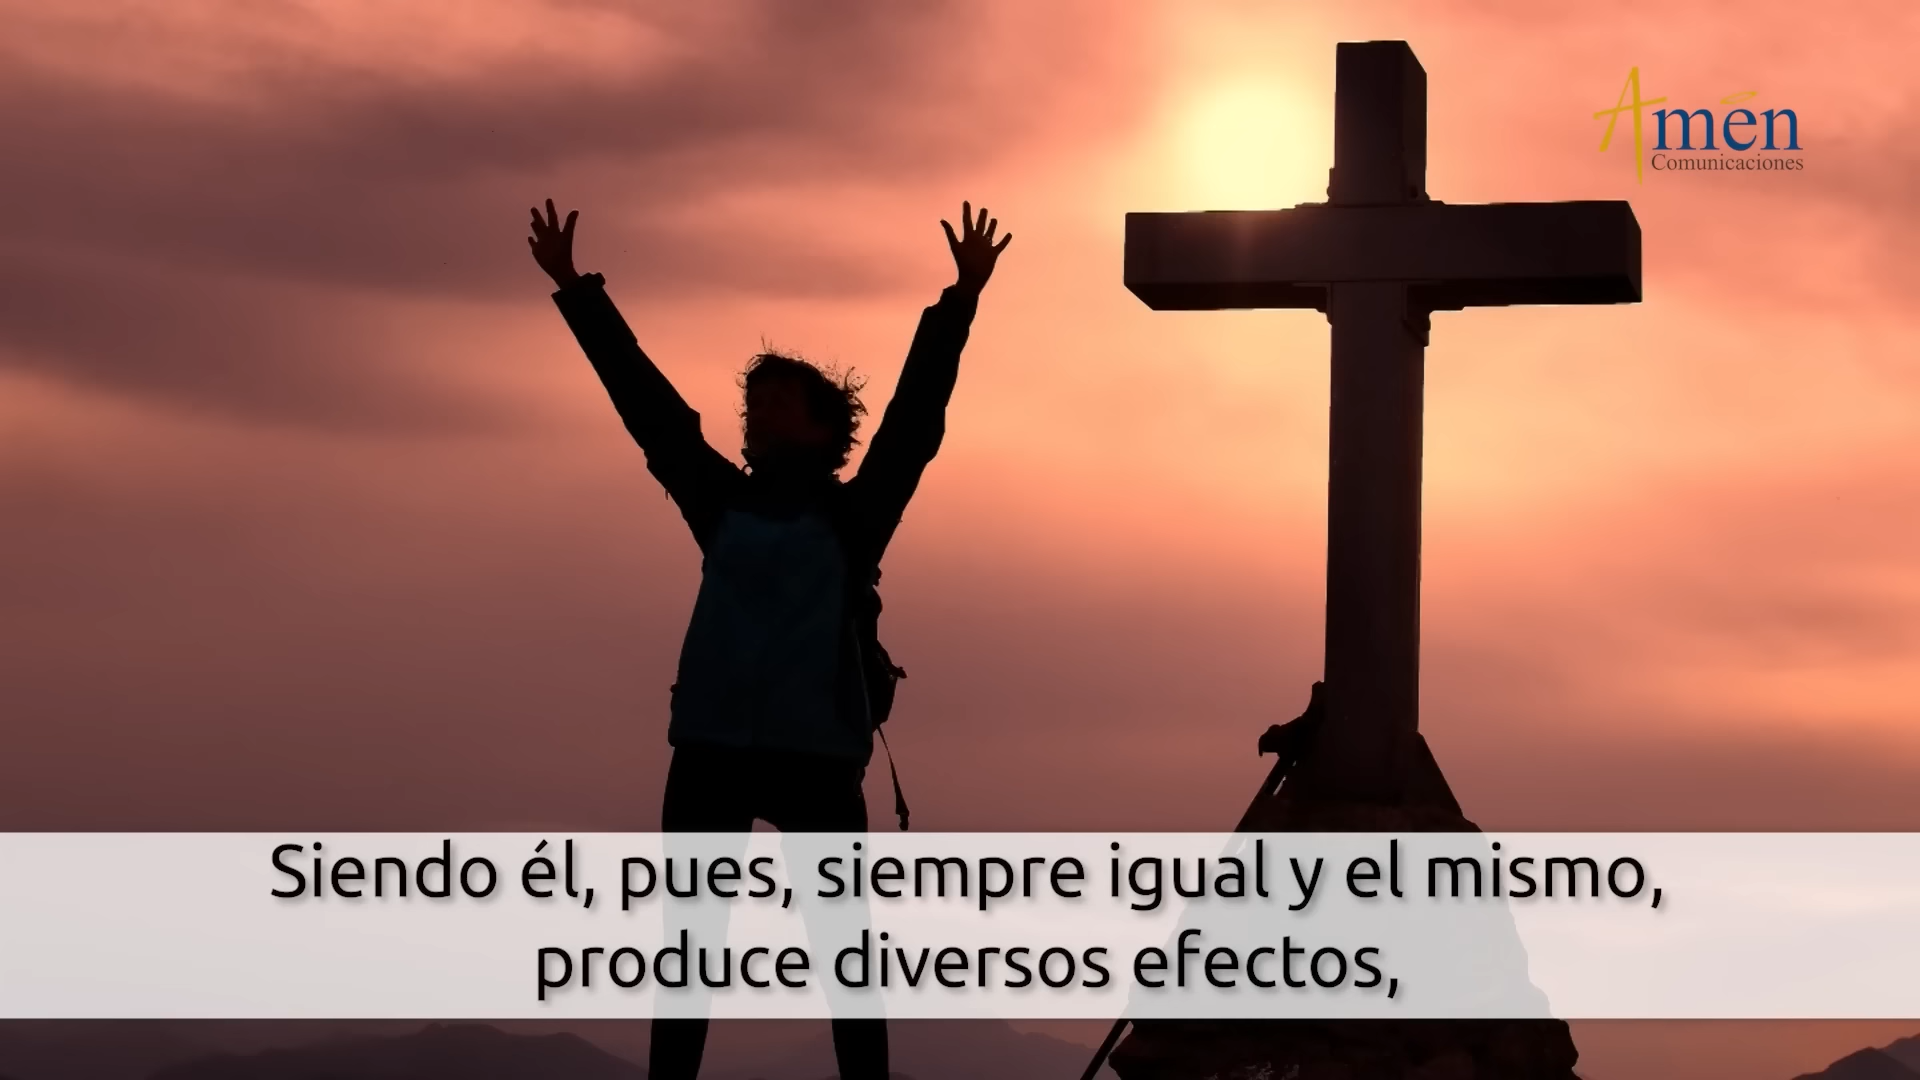 Amén
Comunicaciones
Siendo él, pues, siempre igual y el mismo,
produce diversos efectos,